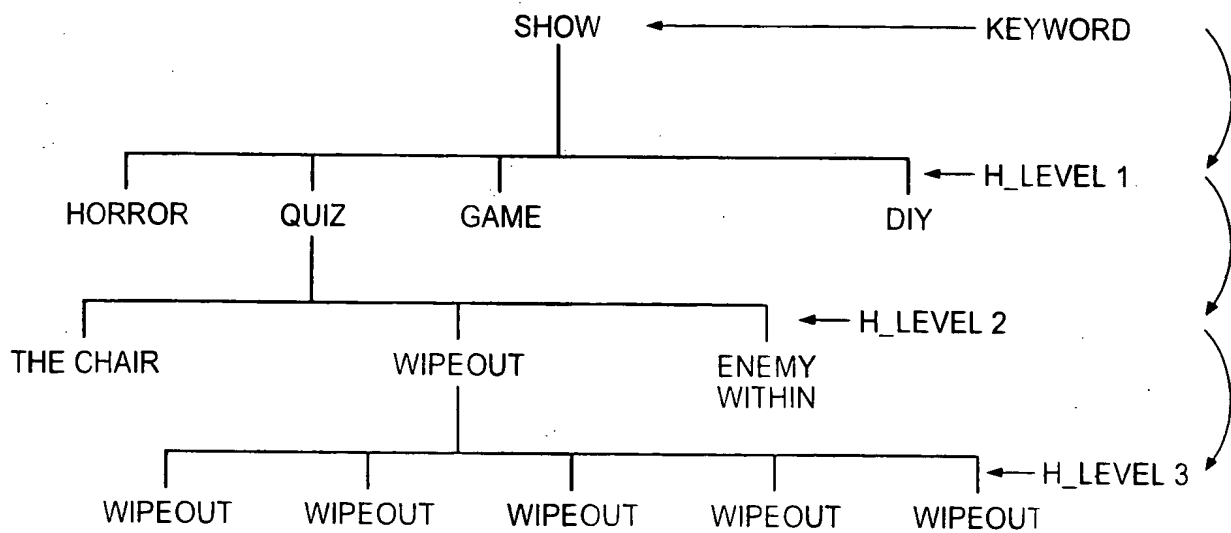 SHOW KEYWORD
H_LEVEL 1
HORROR QUIZ GAME DIY
H_LEVEL 2
THE CHAIR WIPEOUT ENEMY
WITHIN
H_LEVEL 3
WIPEOUT WIPEOUT WIPEOUT WIPEOUT WIPEOUT